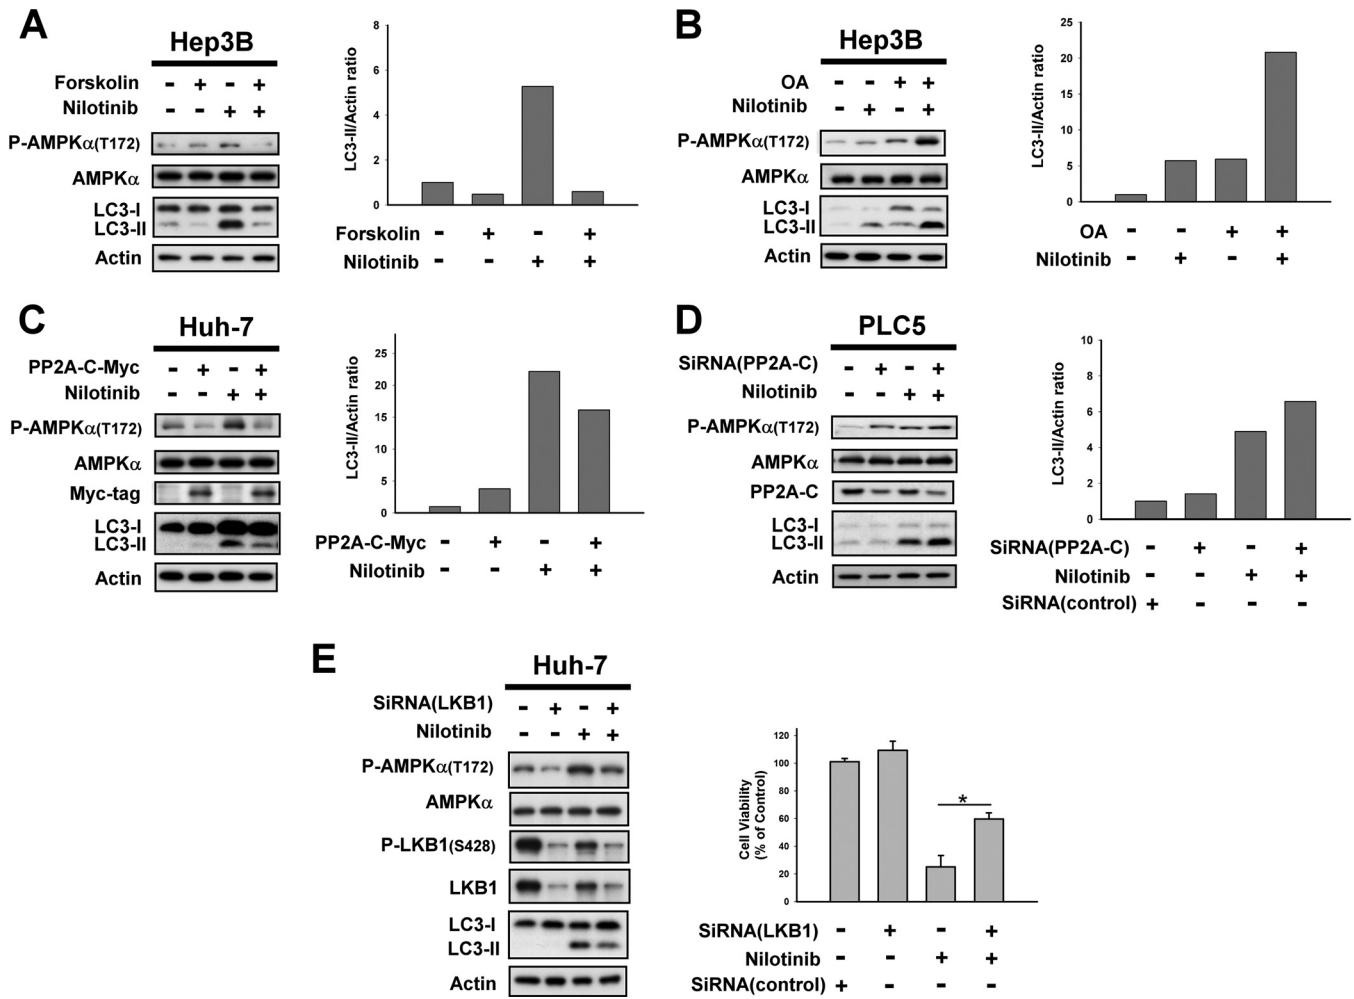 A
Hep3B
Forskolin - + - +
Nilotinib - - + +
P-AMPKα(T172)
AMPKα
LC3-I
LC3-II
Actin
LC3-II/Actin ratio
8
6
4
2
0
Forskolin - + - +
Nilotinib - - + +
B
Hep3B
OA - - + +
Nilotinib - + - +
P-AMPKα(T172)
AMPKα
LC3-I
LC3-II
Actin
LC3-II/Actin ratio
25
20
15
10
5
0
OA - - + +
Nilotinib - + - +
C
Huh-7
PP2A-C-Myc - + - +
Nilotinib - - + +
P-AMPKα(T172)
AMPKα
Myc-tag
LC3-I
LC3-II
Actin
LC3-II/Actin ratio
25
20
15
10
5
0
PP2A-C-Myc - + - +
Nilotinib - - + +
D
PLC5
SiRNA(PP2A-C) - + - +
Nilotinib - - + +
P-AMPKα(T172)
AMPKα
PP2A-C
LC3-I
LC3-II
Actin
LC3-II/Actin ratio
10
8
6
4
2
0
SiRNA(PP2A-C) - + - +
Nilotinib - - + +
SiRNA(control) + - - -
E
Huh-7
SiRNA(LKB1) - + - +
Nilotinib - - + +
P-AMPKα(T172)
AMPKα
P-LKB1(S428)
LKB1
LC3-I
LC3-II
Actin
Cell Viability
(% of Control)
120
100
80
60
40
20
0
*
SiRNA(LKB1) - + - +
Nilotinib - - + +
SiRNA(control) + - - -